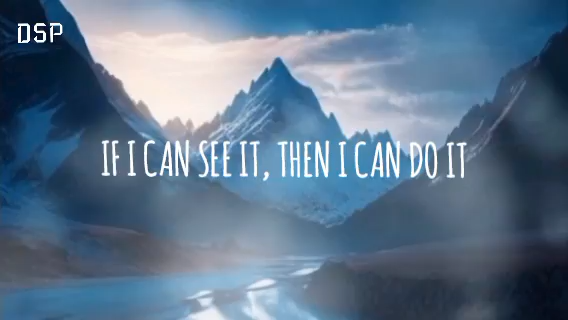 DSP
IF I CAN SEE IT, THEN I CAN DO IT